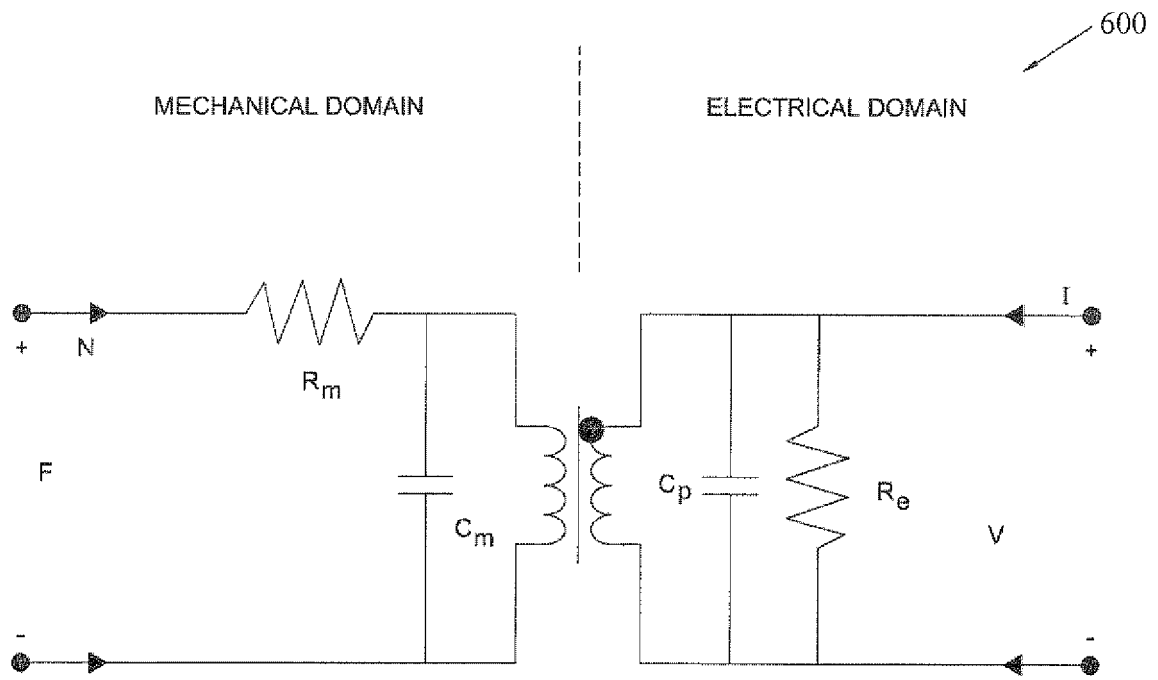 600
MECHANICAL DOMAIN
ELECTRICAL DOMAIN
I
+ N
+
Rm
F
Cm
Cp
Re
V
-
-